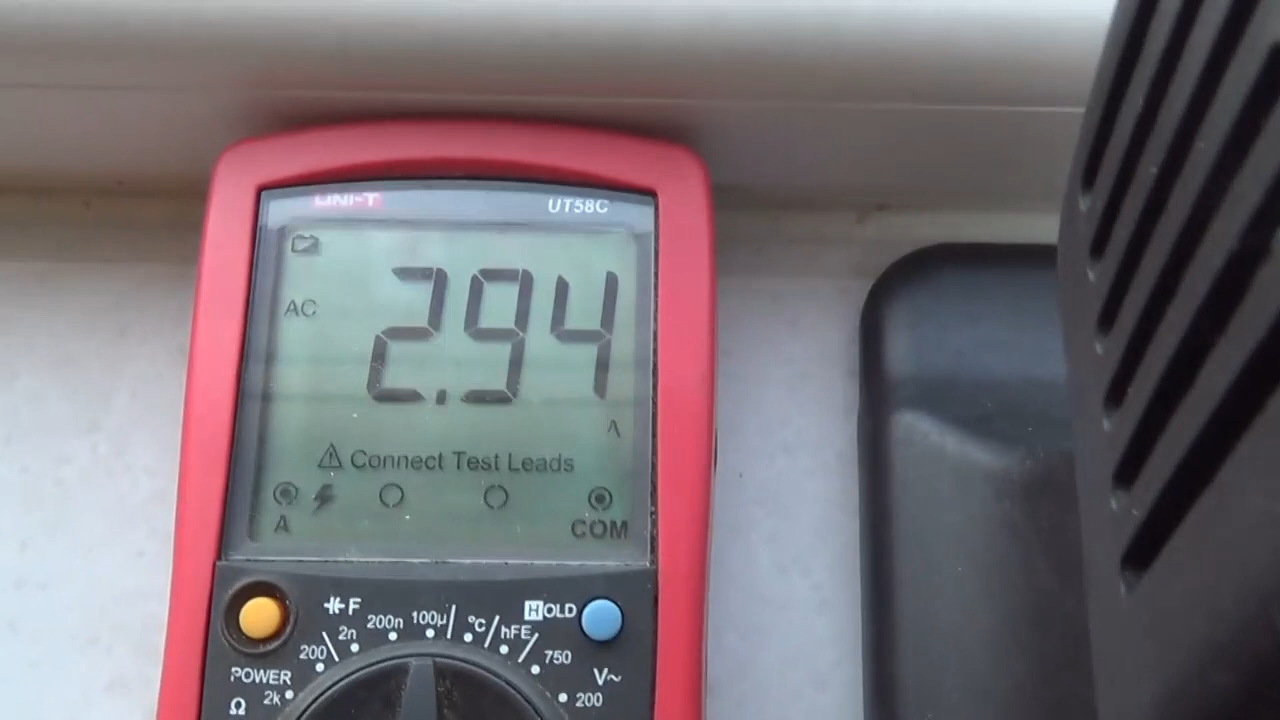 UNI-T UT58C
AC
2.94
A
⚠ Connect Test Leads
A COM
F
200 2n 200n 100µ ℃ hFE 750
HOLD
POWER
V~
Ω 2k 200